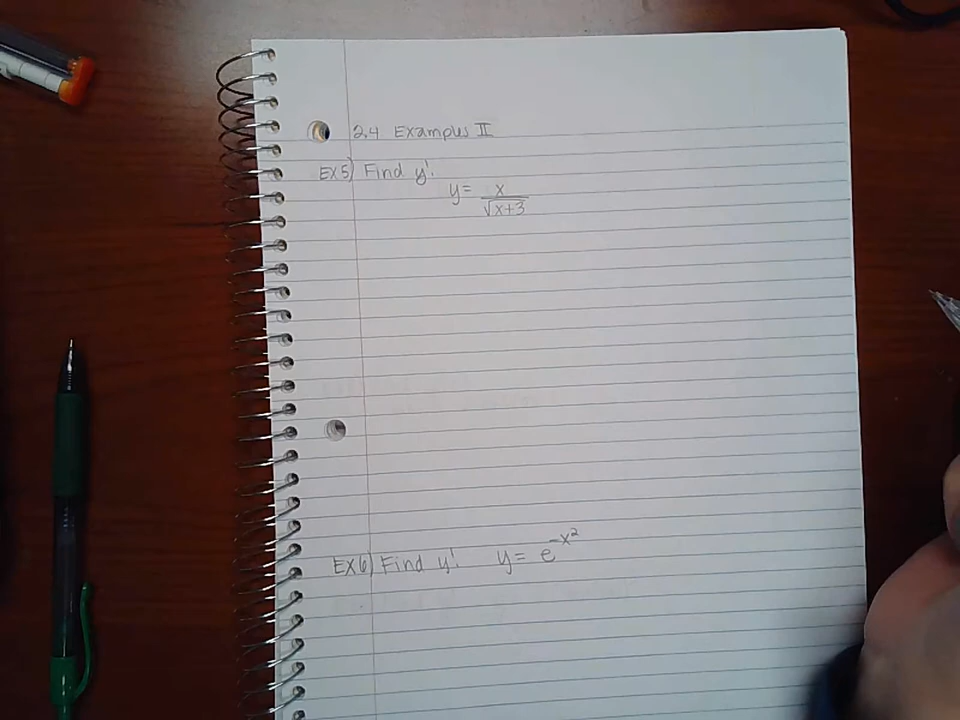 2.4 Examples II
EX5) Find y'.
y = x / √x+3
EX6) Find y'. y = e^-x²